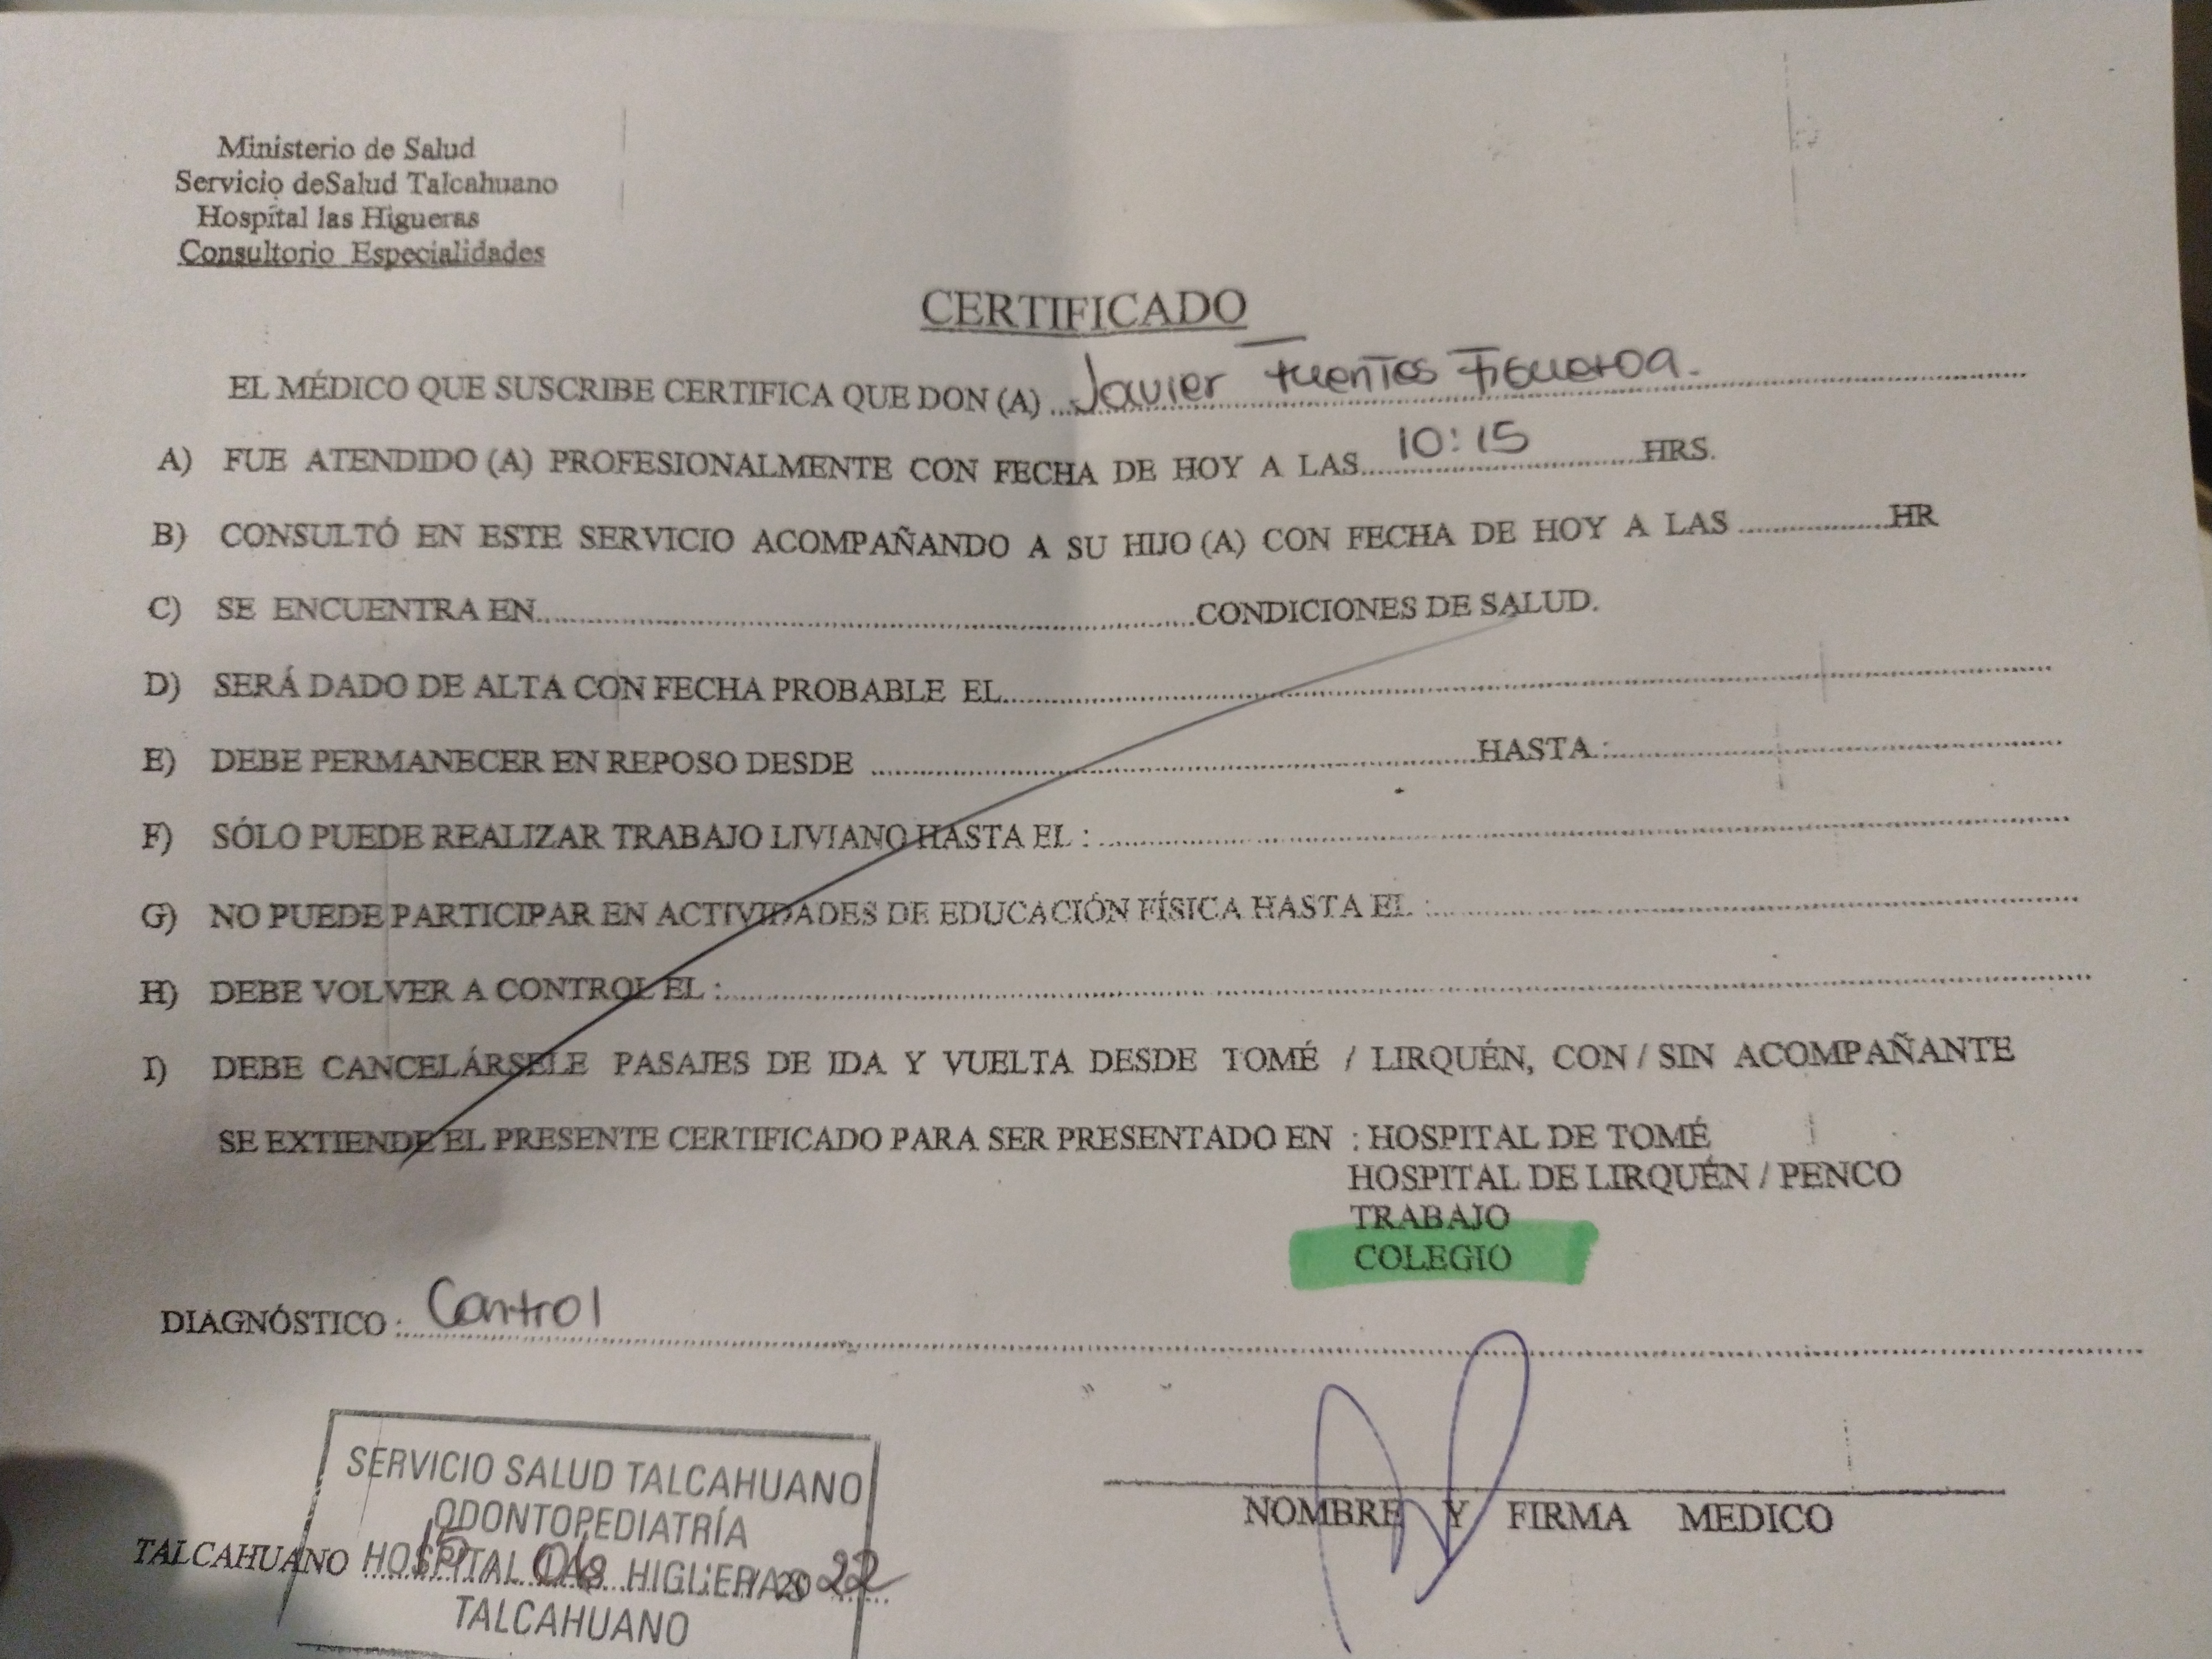 Ministerio de Salud
Servicio deSalud Talcahuano
Hospital las Higueras
Consultorio Especialidades
CERTIFICADO
EL MÉDICO QUE SUSCRIBE CERTIFICA QUE DON (A) Javier Fuentes Figueroa.
A) FUE ATENDIDO (A) PROFESIONALMENTE CON FECHA DE HOY A LAS 10:15 HRS.
B) CONSULTÓ EN ESTE SERVICIO ACOMPAÑANDO A SU HIJO (A) CON FECHA DE HOY A LAS HR
C) SE ENCUENTRA EN CONDICIONES DE SALUD.
D) SERÁ DADO DE ALTA CON FECHA PROBABLE EL
E) DEBE PERMANECER EN REPOSO DESDE HASTA :
F) SÓLO PUEDE REALIZAR TRABAJO LIVIANO HASTA EL :
G) NO PUEDE PARTICIPAR EN ACTIVIDADES DE EDUCACIÓN FÍSICA HASTA EL :
H) DEBE VOLVER A CONTROL EL :
I) DEBE CANCELÁRSELE PASAJES DE IDA Y VUELTA DESDE TOMÉ / LIRQUÉN, CON / SIN ACOMPAÑANTE
SE EXTIENDE EL PRESENTE CERTIFICADO PARA SER PRESENTADO EN : HOSPITAL DE TOMÉ
HOSPITAL DE LIRQUÉN / PENCO
TRABAJO
COLEGIO
DIAGNÓSTICO : Control
SERVICIO SALUD TALCAHUANO
ODONTOPEDIATRÍA
HOSPITAL LAS HIGUERAS
TALCAHUANO
NOMBRE Y FIRMA MEDICO
TALCAHUANO 15 06 2022